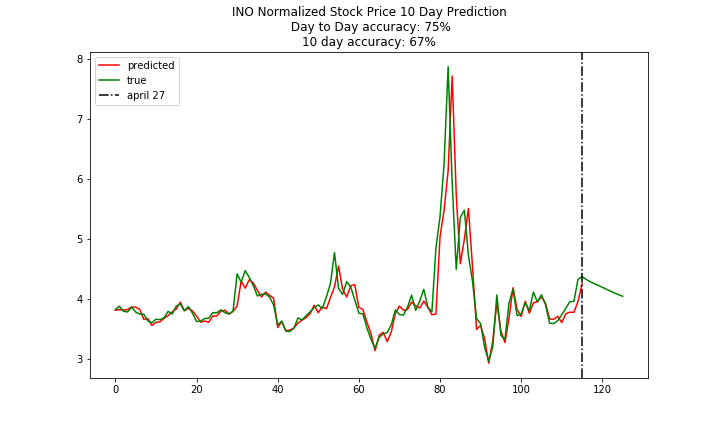 INO Normalized Stock Price 10 Day Prediction
Day to Day accuracy: 75%
10 day accuracy: 67%
predicted
true
april 27
8
7
6
5
4
3
0 20 40 60 80 100 120